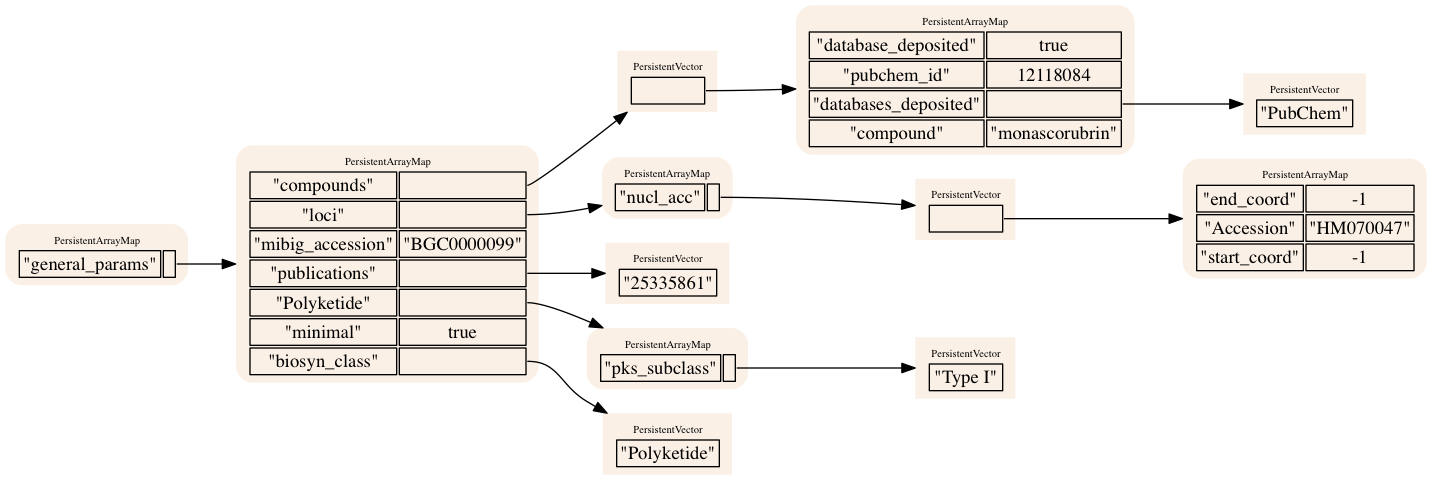 PersistentArrayMap
"general_params"
PersistentArrayMap
"compounds"
"loci"
"mibig_accession" "BGC0000099"
"publications"
"Polyketide"
"minimal" true
"biosyn_class"
PersistentVector
PersistentArrayMap
"database_deposited" true
"pubchem_id" 12118084
"databases_deposited"
"compound" "monascorubrin"
PersistentVector
"PubChem"
PersistentArrayMap
"nucl_acc"
PersistentVector
PersistentArrayMap
"end_coord" -1
"Accession" "HM070047"
"start_coord" -1
PersistentVector
"25335861"
PersistentArrayMap
"pks_subclass"
PersistentVector
"Type I"
PersistentVector
"Polyketide"